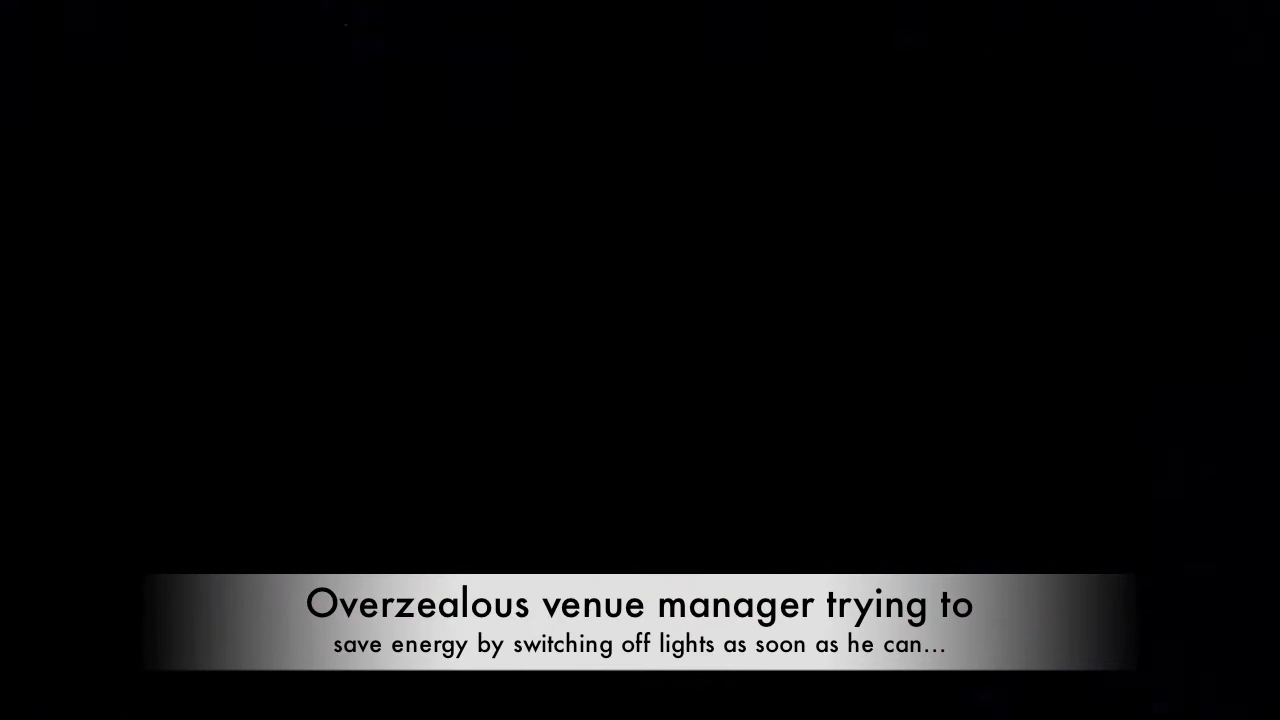 Overzealous venue manager trying to
save energy by switching off lights as soon as he can...